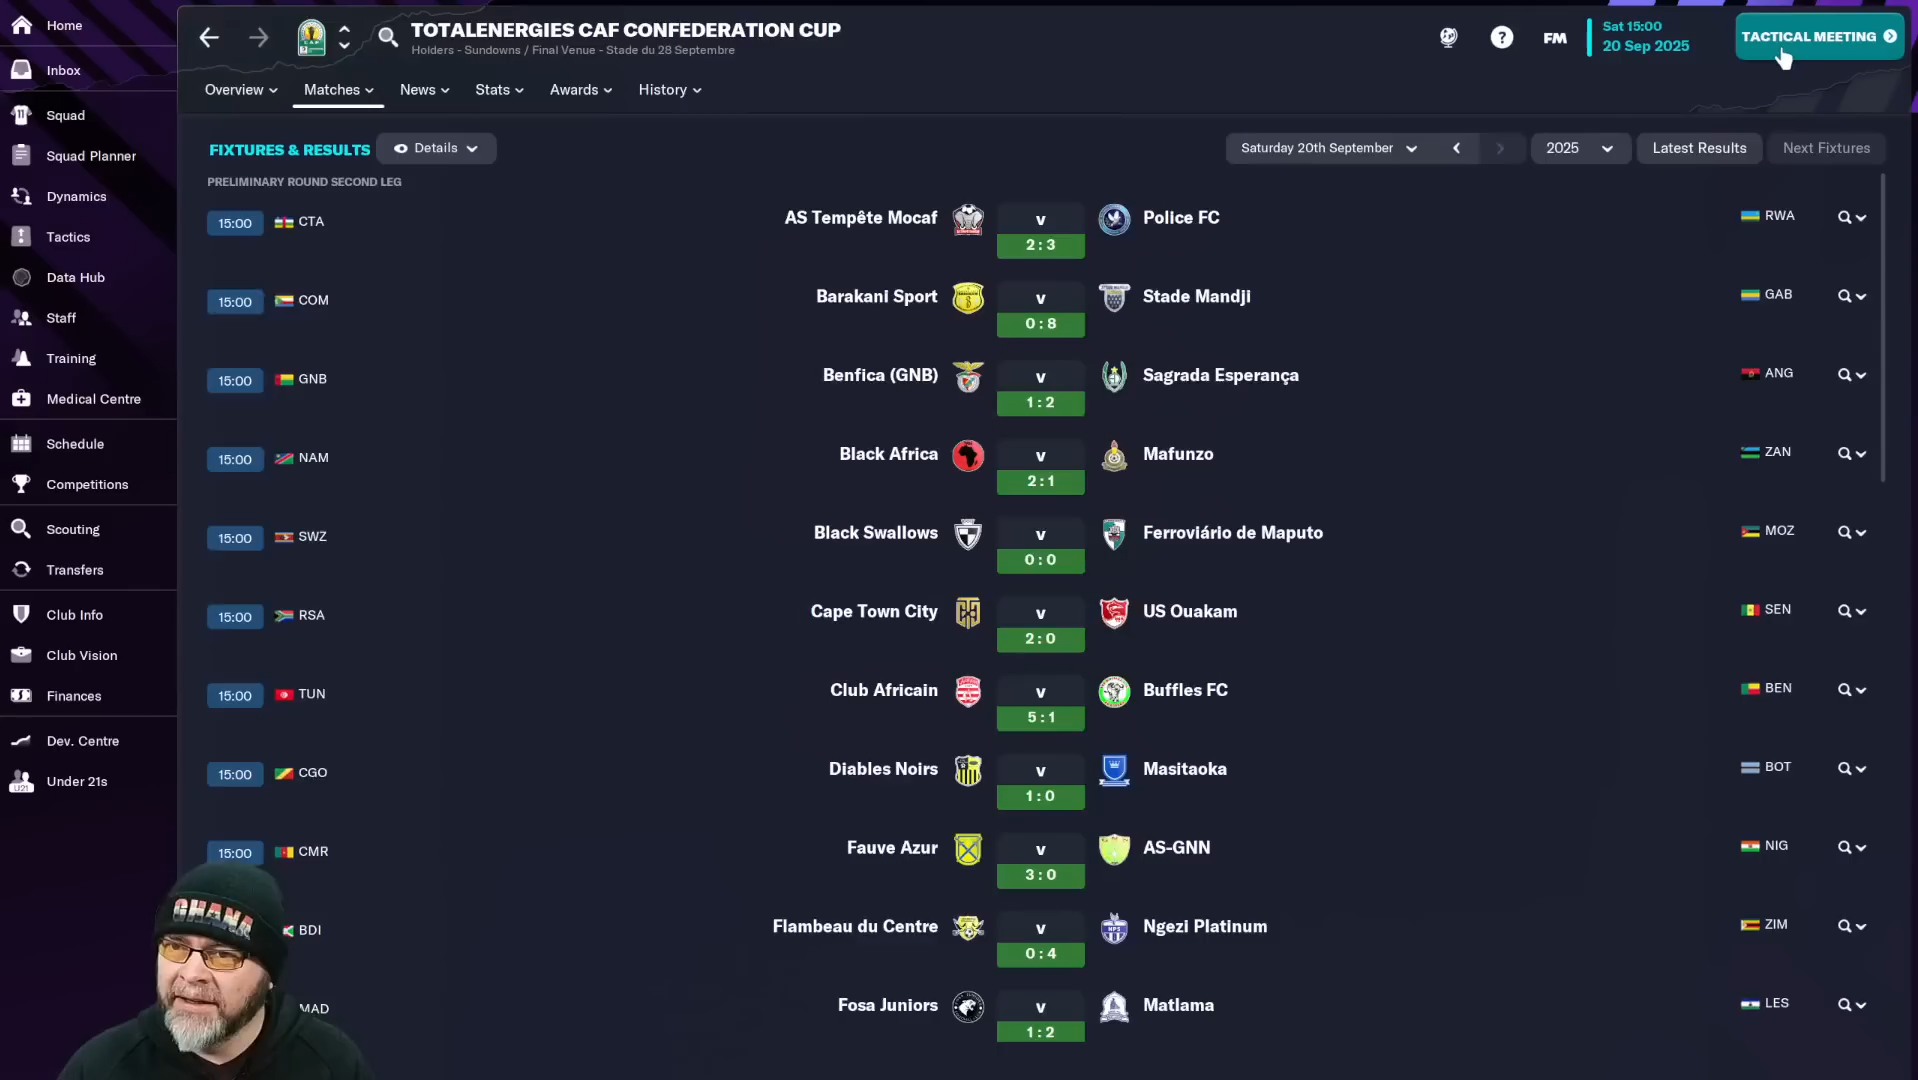 Home
Inbox
Squad
Squad Planner
Dynamics
Tactics
Data Hub
Staff
Training
Medical Centre
Schedule
Competitions
Scouting
Transfers
Club Info
Club Vision
Finances
Dev. Centre
Under 21s
TOTALENERGIES CAF CONFEDERATION CUP
Holders - Sundowns / Final Venue - Stade du 28 Septembre
FM
Sat 15:00
20 Sep 2025
TACTICAL MEETING
Overview Matches News Stats Awards History
FIXTURES & RESULTS Details Saturday 20th September 2025 Latest Results Next Fixtures
PRELIMINARY ROUND SECOND LEG
15:00 CTA AS Tempête Mocaf v Police FC RWA
2 : 3
15:00 COM Barakani Sport v Stade Mandji GAB
0 : 8
15:00 GNB Benfica (GNB) v Sagrada Esperança ANG
1 : 2
15:00 NAM Black Africa v Mafunzo ZAN
2 : 1
15:00 SWZ Black Swallows v Ferroviário de Maputo MOZ
0 : 0
15:00 RSA Cape Town City v US Ouakam SEN
2 : 0
15:00 TUN Club Africain v Buffles FC BEN
5 : 1
15:00 CGO Diables Noirs v Masitaoka BOT
1 : 0
15:00 CMR Fauve Azur v AS-GNN NIG
3 : 0
BDI Flambeau du Centre v Ngezi Platinum ZIM
0 : 4
MAD Fosa Juniors v Matlama LES
1 : 2
GHANA